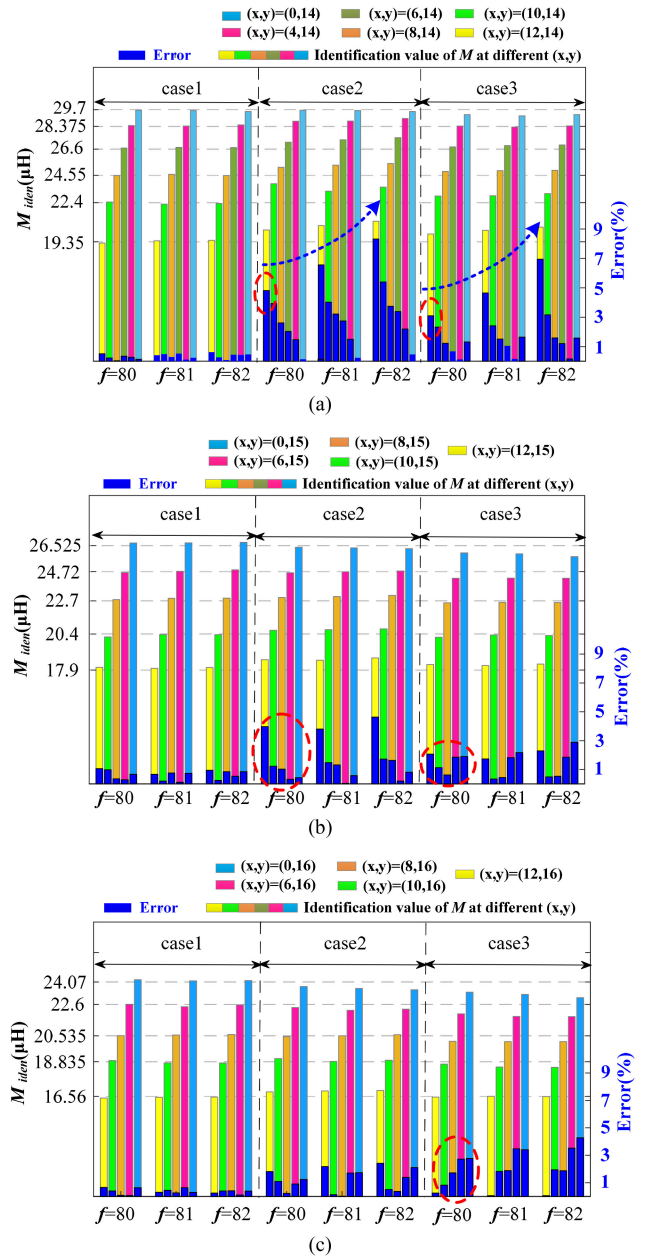 (x,y)=(0,14) (x,y)=(6,14) (x,y)=(10,14)
(x,y)=(4,14) (x,y)=(8,14) (x,y)=(12,14)
Error Identification value of M at different (x,y)
case1 case2 case3
29.7
28.375
26.6
24.55
22.4
19.35
M iden(μH)
9
7
5
3
1
Error(%)
f=80 f=81 f=82 f=80 f=81 f=82 f=80 f=81 f=82
(a)
(x,y)=(0,15) (x,y)=(8,15) (x,y)=(12,15)
(x,y)=(6,15) (x,y)=(10,15)
Error Identification value of M at different (x,y)
case1 case2 case3
26.525
24.72
22.7
20.4
17.9
M iden(μH)
9
7
5
3
1
Error(%)
f=80 f=81 f=82 f=80 f=81 f=82 f=80 f=81 f=82
(b)
(x,y)=(0,16) (x,y)=(8,16) (x,y)=(12,16)
(x,y)=(6,16) (x,y)=(10,16)
Error Identification value of M at different (x,y)
case1 case2 case3
24.07
22.6
20.535
18.835
16.56
M iden(μH)
9
7
5
3
1
Error(%)
f=80 f=81 f=82 f=80 f=81 f=82 f=80 f=81 f=82
(c)